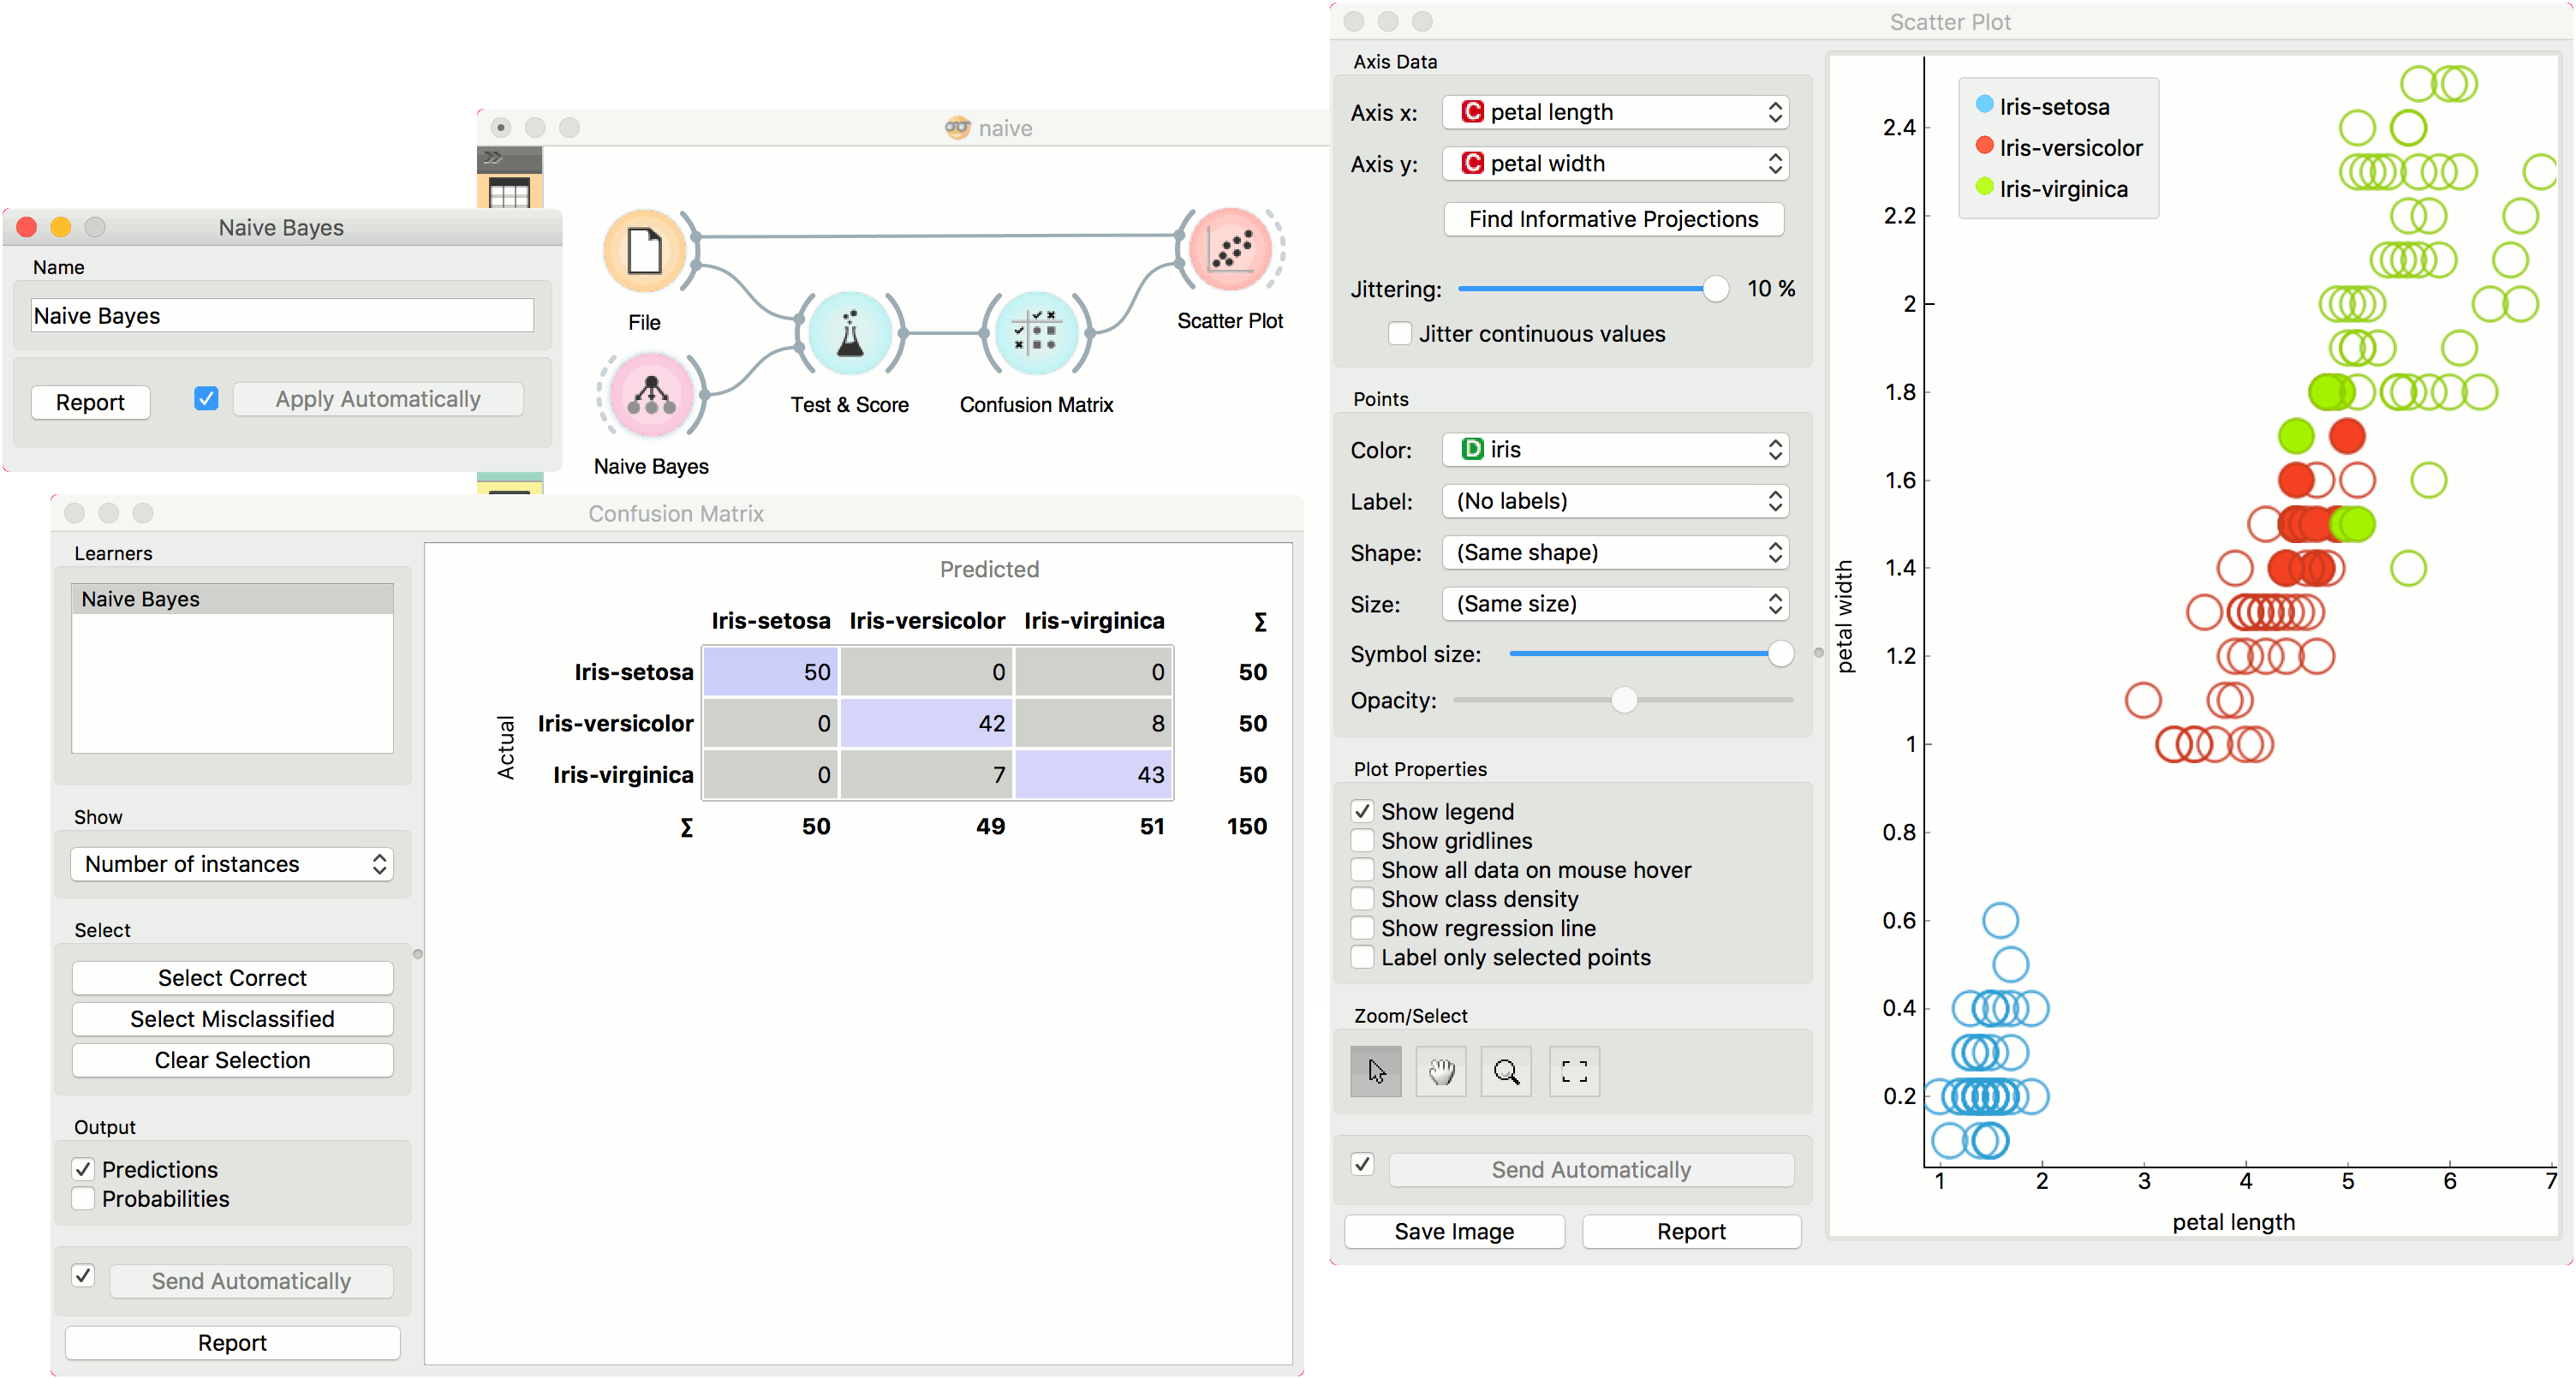 Naive Bayes
Name
Naive Bayes
Report
Apply Automatically
naive
File
Naive Bayes
Test & Score
Confusion Matrix
Scatter Plot
Confusion Matrix
Learners
Naive Bayes
Show
Number of instances
Select
Select Correct
Select Misclassified
Clear Selection
Output
Predictions
Probabilities
Send Automatically
Report
Predicted
Iris-setosa Iris-versicolor Iris-virginica Σ
Actual
Iris-setosa 50 0 0 50
Iris-versicolor 0 42 8 50
Iris-virginica 0 7 43 50
Σ 50 49 51 150
Scatter Plot
Axis Data
Axis x: C petal length
Axis y: C petal width
Find Informative Projections
Jittering: 10 %
Jitter continuous values
Points
Color: D iris
Label: (No labels)
Shape: (Same shape)
Size: (Same size)
Symbol size:
Opacity:
Plot Properties
Show legend
Show gridlines
Show all data on mouse hover
Show class density
Show regression line
Label only selected points
Zoom/Select
Send Automatically
Save Image Report
Iris-setosa
Iris-versicolor
Iris-virginica
petal width
2.4
2.2
2
1.8
1.6
1.4
1.2
1
0.8
0.6
0.4
0.2
1 2 3 4 5 6 7
petal length